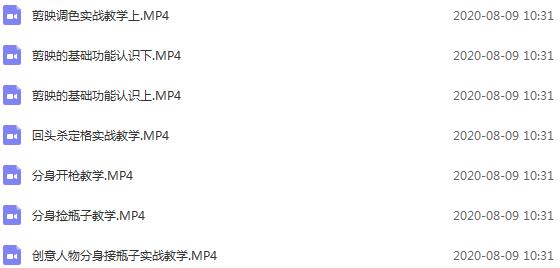 剪映调色实战教学上.MP4 2020-08-09 10:31
剪映的基础功能认识下.MP4 2020-08-09 10:31
剪映的基础功能认识上.MP4 2020-08-09 10:31
回头杀定格实战教学.MP4 2020-08-09 10:31
分身开枪教学.MP4 2020-08-09 10:31
分身捡瓶子教学.MP4 2020-08-09 10:31
创意人物分身接瓶子实战教学.MP4 2020-08-09 10:31